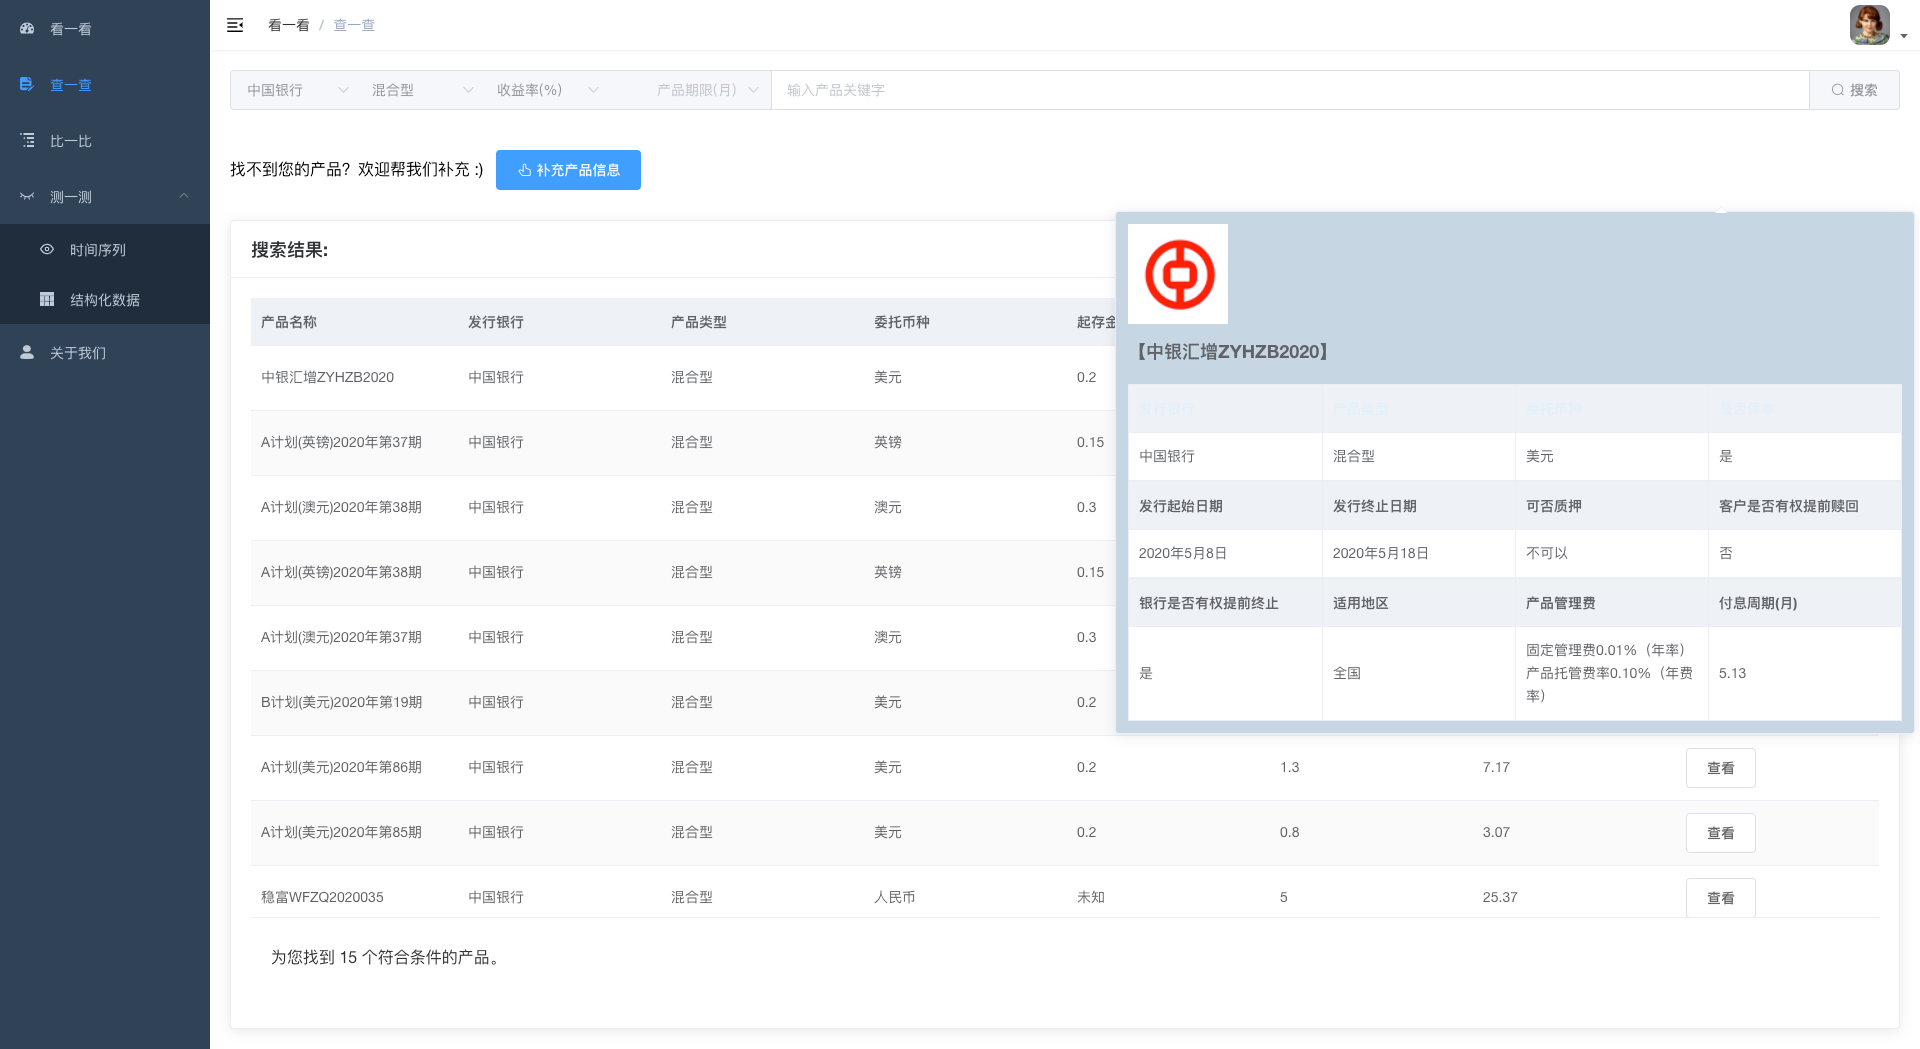 看一看
查一查
比一比
测一测
时间序列
结构化数据
关于我们
看一看 / 查一查
中国银行 混合型 收益率(%) 产品期限(月) 输入产品关键字 搜索
找不到您的产品？欢迎帮我们补充 :) 补充产品信息
搜索结果:
产品名称 发行银行 产品类型 委托币种 起存金
中银汇增ZYHZB2020 中国银行 混合型 美元 0.2
A计划(英镑)2020年第37期 中国银行 混合型 英镑 0.15
A计划(澳元)2020年第38期 中国银行 混合型 澳元 0.3
A计划(英镑)2020年第38期 中国银行 混合型 英镑 0.15
A计划(澳元)2020年第37期 中国银行 混合型 澳元 0.3
B计划(美元)2020年第19期 中国银行 混合型 美元 0.2
A计划(美元)2020年第86期 中国银行 混合型 美元 0.2 1.3 7.17 查看
A计划(美元)2020年第85期 中国银行 混合型 美元 0.2 0.8 3.07 查看
稳富WFZQ2020035 中国银行 混合型 人民币 未知 5 25.37 查看
为您找到 15 个符合条件的产品。
【中银汇增ZYHZB2020】
发行银行 产品类型 委托币种
中国银行 混合型 美元 是
发行起始日期 发行终止日期 可否质押 客户是否有权提前赎回
2020年5月8日 2020年5月18日 不可以 否
银行是否有权提前终止 适用地区 产品管理费 付息周期(月)
是 全国 固定管理费0.01%（年率） 5.13
产品托管费率0.10%（年费
率）